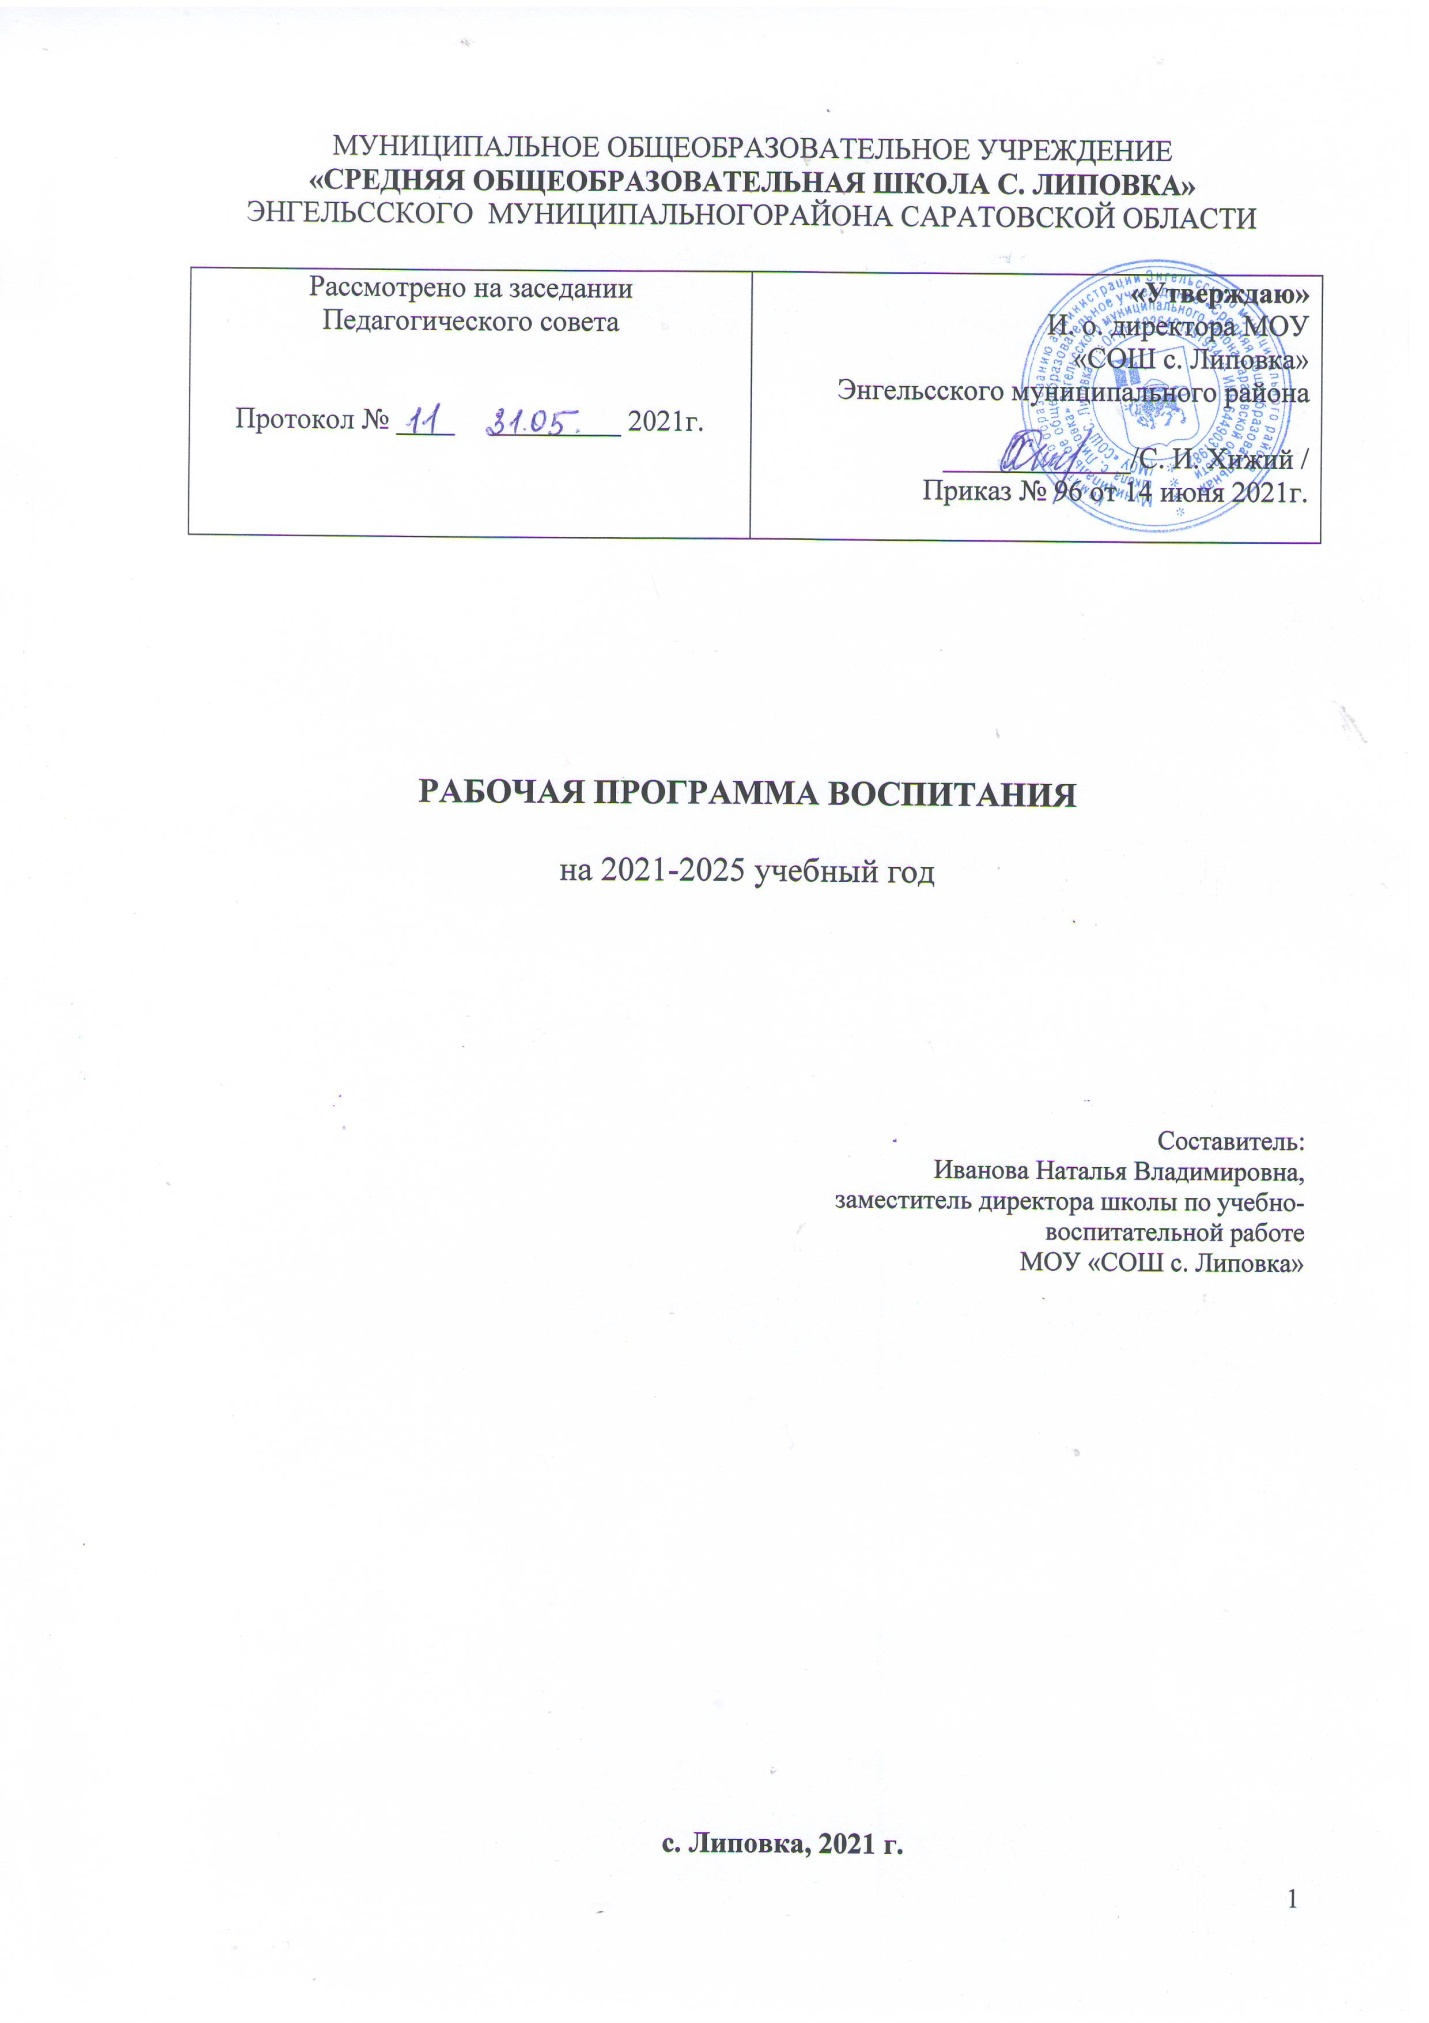 МУНИЦИПАЛЬНОЕ ОБЩЕОБРАЗОВАТЕЛЬНОЕ УЧРЕЖДЕНИЕ
«СРЕДНЯЯ ОБЩЕОБРАЗОВАТЕЛЬНАЯ ШКОЛА С. ЛИПОВКА»
ЭНГЕЛЬССКОГО МУНИЦИПАЛЬНОГОРАЙОНА САРАТОВСКОЙ ОБЛАСТИ
Рассмотрено на заседании
Педагогического совета
Протокол № 11 31.05. 2021г.
«Утверждаю»
И. о. директора МОУ
«СОШ с. Липовка»
Энгельсского муниципального района
/С. И. Хижий /
Приказ № 96 от 14 июня 2021г.
РАБОЧАЯ ПРОГРАММА ВОСПИТАНИЯ
на 2021-2025 учебный год
Составитель:
Иванова Наталья Владимировна,
заместитель директора школы по учебно-
воспитательной работе
МОУ «СОШ с. Липовка»
с. Липовка, 2021 г.
1